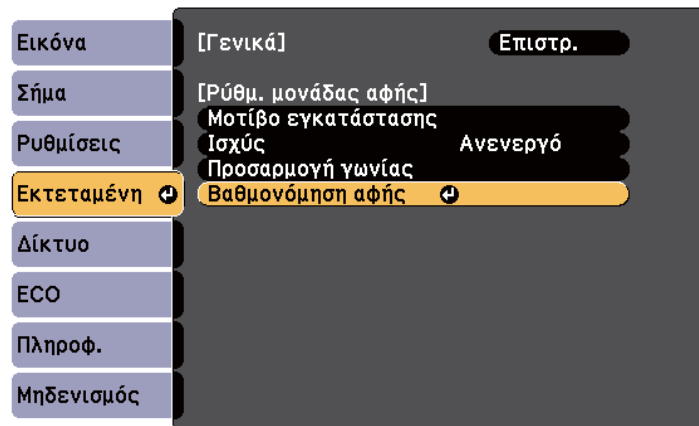 Εικόνα
Σήμα
Ρυθμίσεις
Εκτεταμένη
Δίκτυο
ECO
Πληροφ.
Μηδενισμός
[Γενικά] Επιστρ.
[Ρύθμ. μονάδας αφής]
Μοτίβο εγκατάστασης
Ισχύς Ανενεργό
Προσαρμογή γωνίας
Βαθμονόμηση αφής